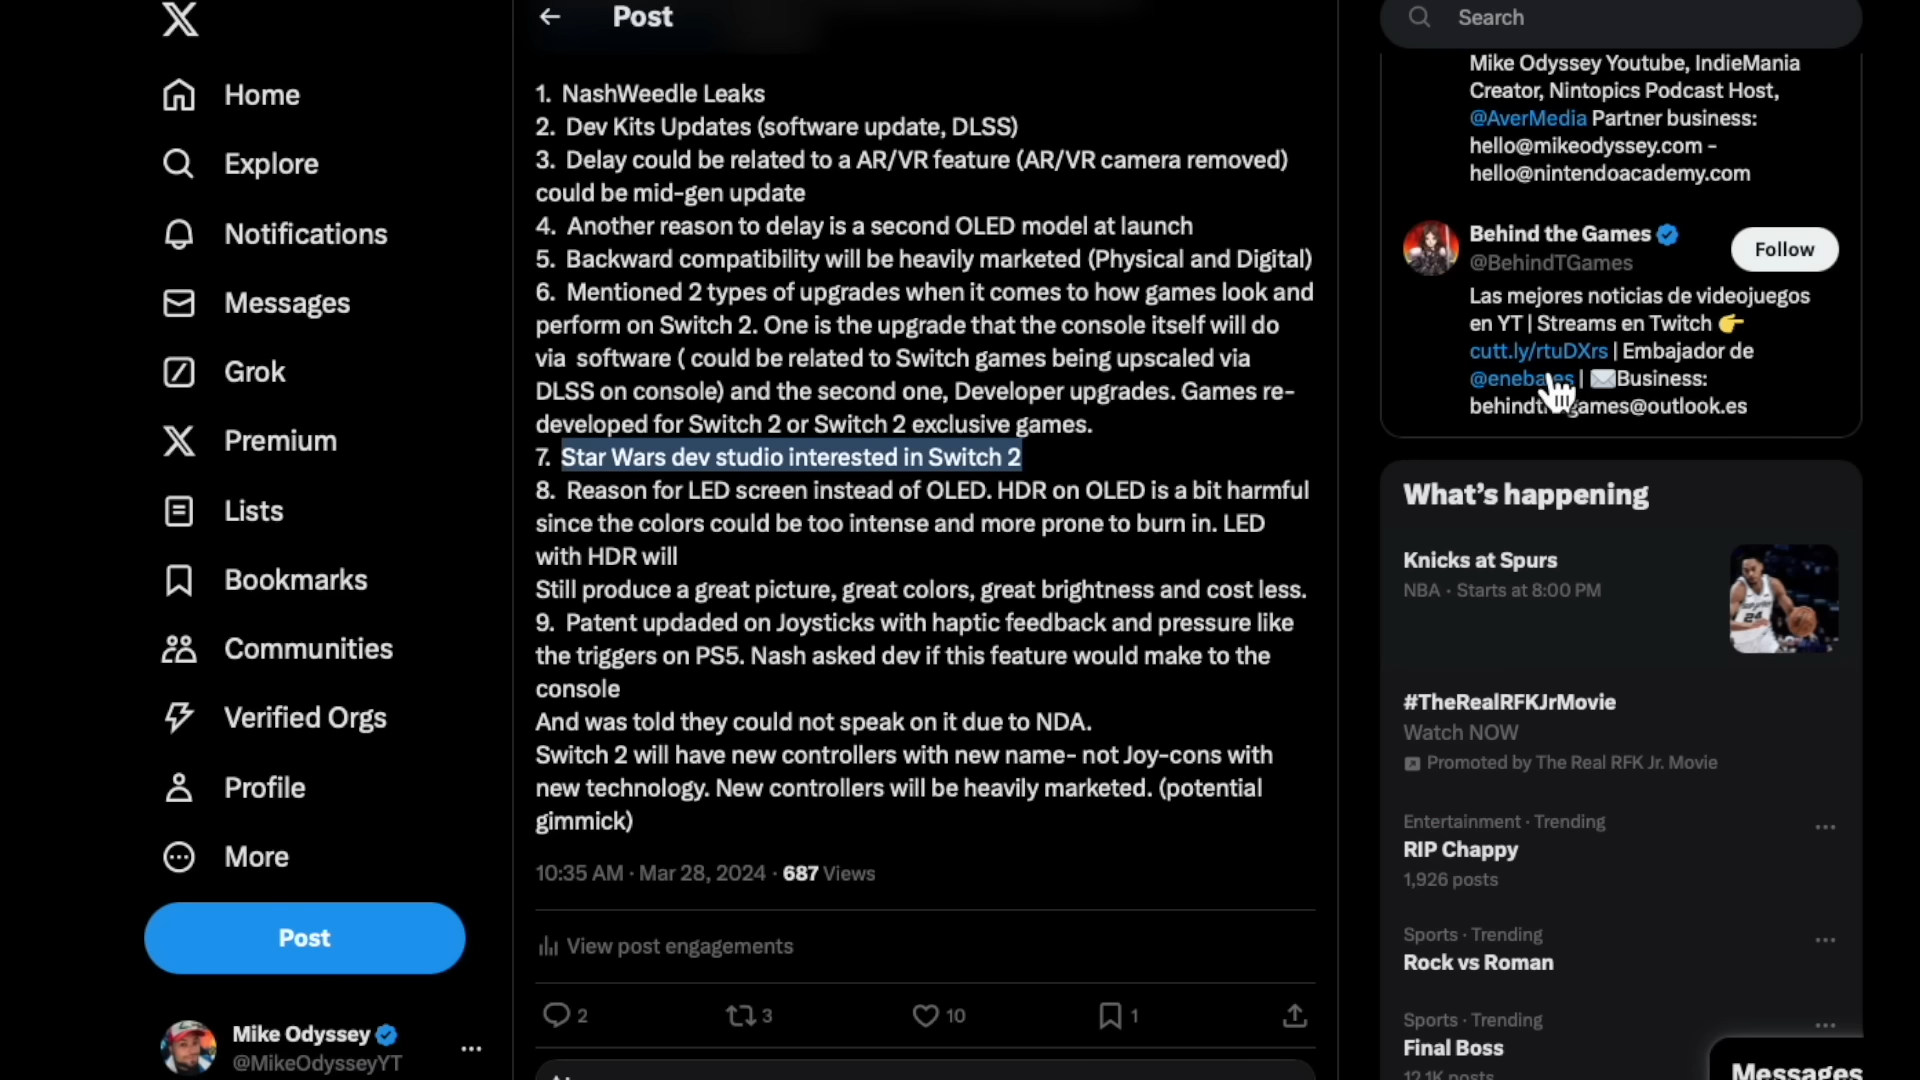 Home
Explore
Notifications
Messages
Grok
Premium
Lists
Bookmarks
Communities
Verified Orgs
Profile
More
Post
Mike Odyssey
@MikeOdysseyYT
Post
1. NashWeedle Leaks
2. Dev Kits Updates (software update, DLSS)
3. Delay could be related to a AR/VR feature (AR/VR camera removed)
could be mid-gen update
4. Another reason to delay is a second OLED model at launch
5. Backward compatibility will be heavily marketed (Physical and Digital)
6. Mentioned 2 types of upgrades when it comes to how games look and
perform on Switch 2. One is the upgrade that the console itself will do
via software ( could be related to Switch games being upscaled via
DLSS on console) and the second one, Developer upgrades. Games re-
developed for Switch 2 or Switch 2 exclusive games.
7. Star Wars dev studio interested in Switch 2
8. Reason for LED screen instead of OLED. HDR on OLED is a bit harmful
since the colors could be too intense and more prone to burn in. LED
with HDR will
Still produce a great picture, great colors, great brightness and cost less.
9. Patent updaded on Joysticks with haptic feedback and pressure like
the triggers on PS5. Nash asked dev if this feature would make to the
console
And was told they could not speak on it due to NDA.
Switch 2 will have new controllers with new name- not Joy-cons with
new technology. New controllers will be heavily marketed. (potential
gimmick)
10:35 AM · Mar 28, 2024 · 687 Views
View post engagements
2 3 10 1
Search
Mike Odyssey Youtube, IndieMania
Creator, Nintopics Podcast Host,
@AverMedia Partner business:
hello@mikeodyssey.com -
hello@nintendoacademy.com
Behind the Games
@BehindTGames
Follow
Las mejores noticias de videojuegos
en YT | Streams en Twitch 👉
cutt.ly/rtuDXrs | Embajador de
@enebaes | ✉️Business:
behindthegames@outlook.es
What's happening
Knicks at Spurs
NBA · Starts at 8:00 PM
24
#TheRealRFKJrMovie
Watch NOW
Promoted by The Real RFK Jr. Movie
Entertainment · Trending
RIP Chappy
1,926 posts
Sports · Trending
Rock vs Roman
Sports · Trending
Final Boss
12.1K posts
Messages